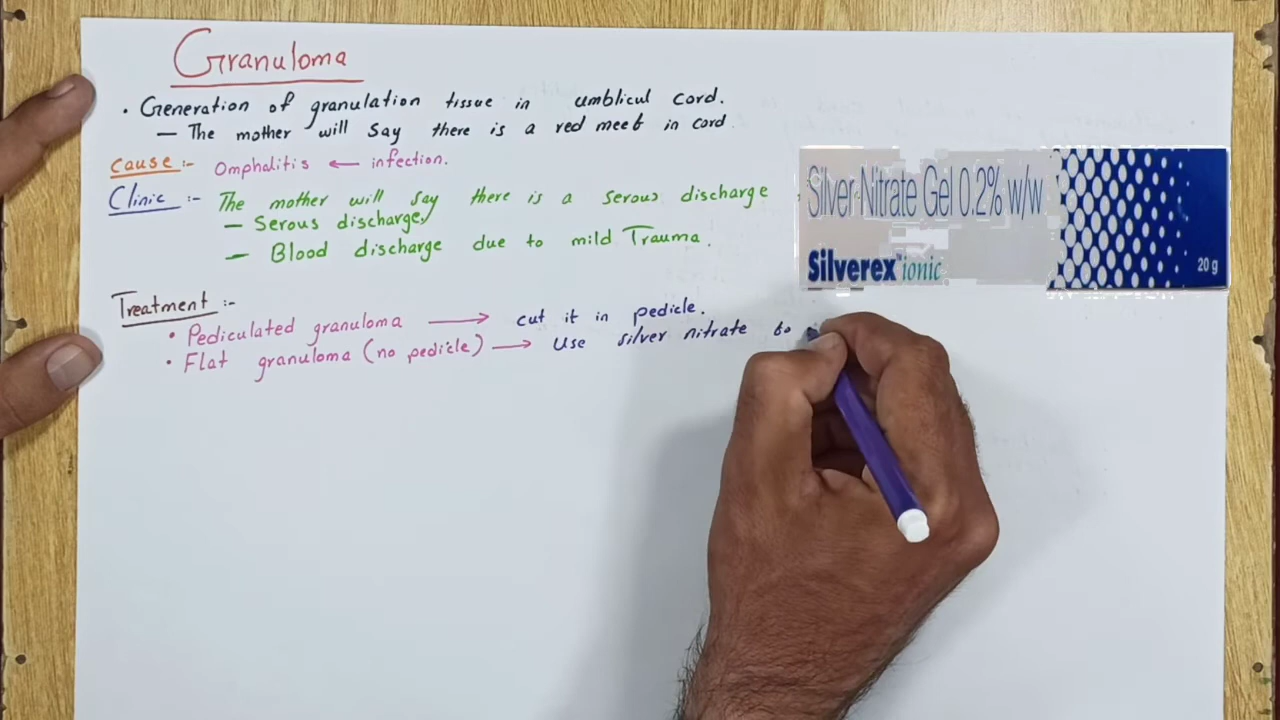 Granuloma
• Generation of granulation tissue in umblicul cord.
— The mother will say there is a red meet in cord.
Cause :- Omphalitis ← infection.
Clinic :- The mother will say there is a serous discharge
— Serous discharge
— Blood discharge due to mild Trauma.
Silver Nitrate Gel 0.2% w/w
Silverex™ionic
20 g
Treatment :-
• Pediculated granuloma → cut it in pedicle.
• Flat granuloma (no pedicle) → Use silver nitrate to